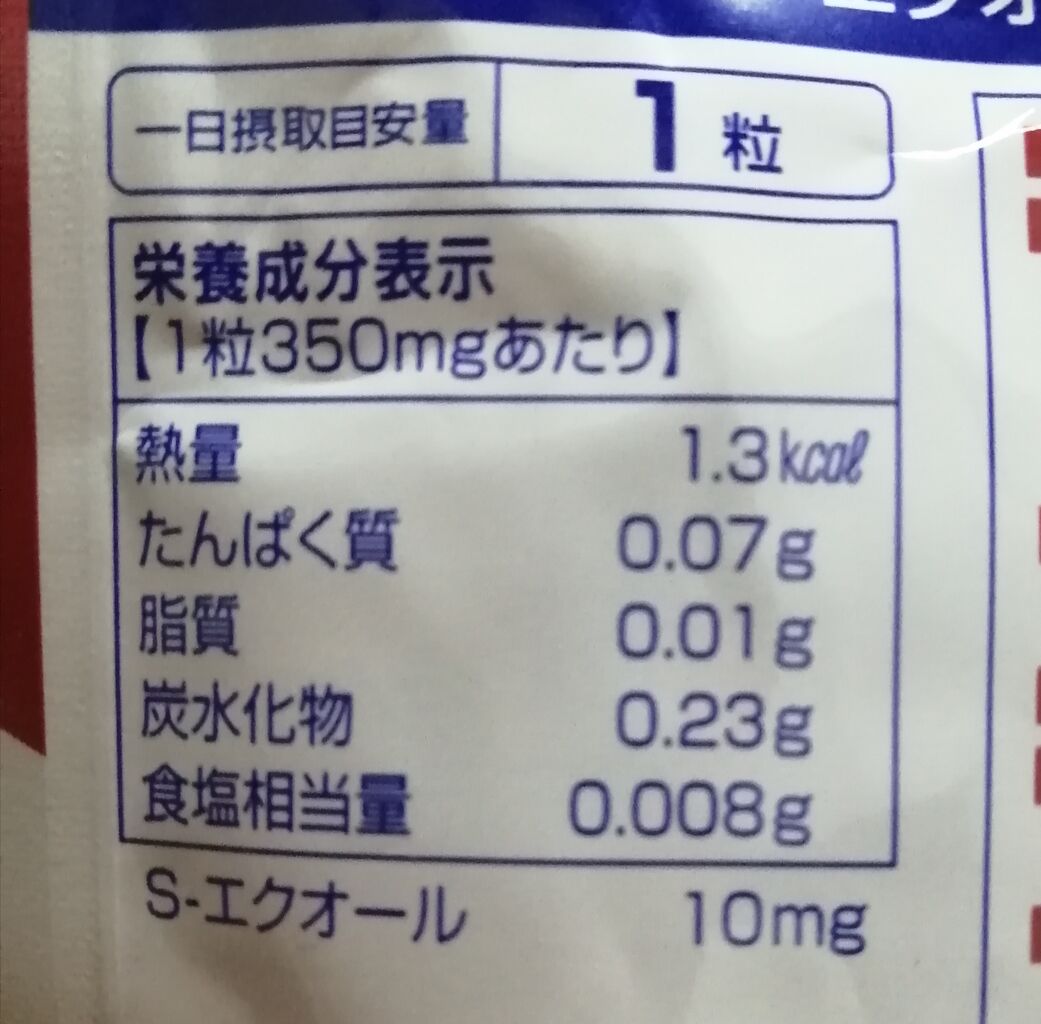 エクオ
一日摂取目安量 1粒
栄養成分表示
【1粒350mgあたり】
熱量 1.3kcal
たんぱく質 0.07g
脂質 0.01g
炭水化物 0.23g
食塩相当量 0.008g
S-エクオール 10mg